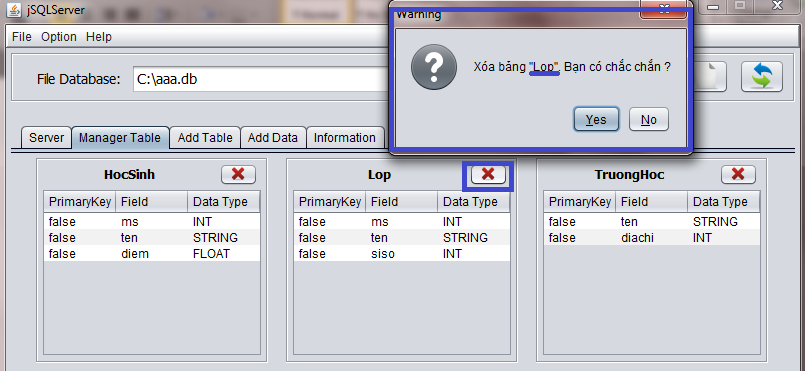 jSQLServer
Warning
File Option Help
Xóa bảng "Lop". Bạn có chắc chắn ?
File Database: C:\aaa.db
Yes No
Server Manager Table Add Table Add Data Information
HocSinh Lop TruongHoc
PrimaryKey Field Data Type PrimaryKey Field Data Type PrimaryKey Field Data Type
false ms INT false ms INT false ten STRING
false ten STRING false ten STRING false diachi INT
false diem FLOAT false siso INT